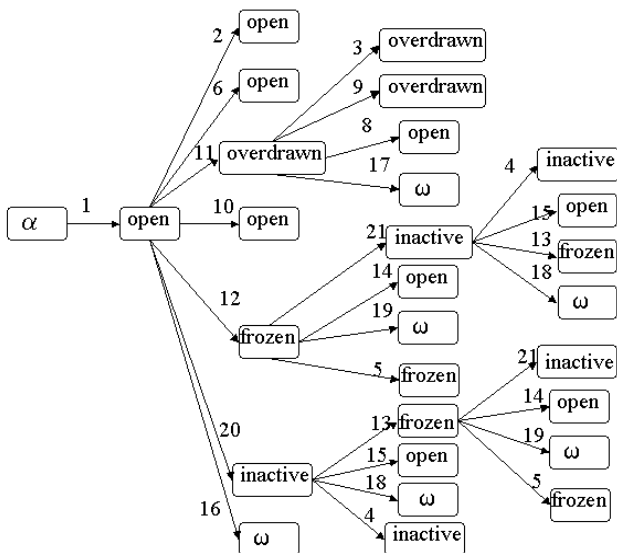 2
open
3
overdrawn
6
open
9
overdrawn
11
overdrawn
8
open
4
inactive
17
ω
15
open
α
1
open
10
open
21
inactive
13
frozen
14
open
18
ω
12
frozen
19
ω
5
frozen
21
inactive
20
inactive
13
frozen
14
open
15
open
19
ω
16
ω
18
ω
5
frozen
4
inactive